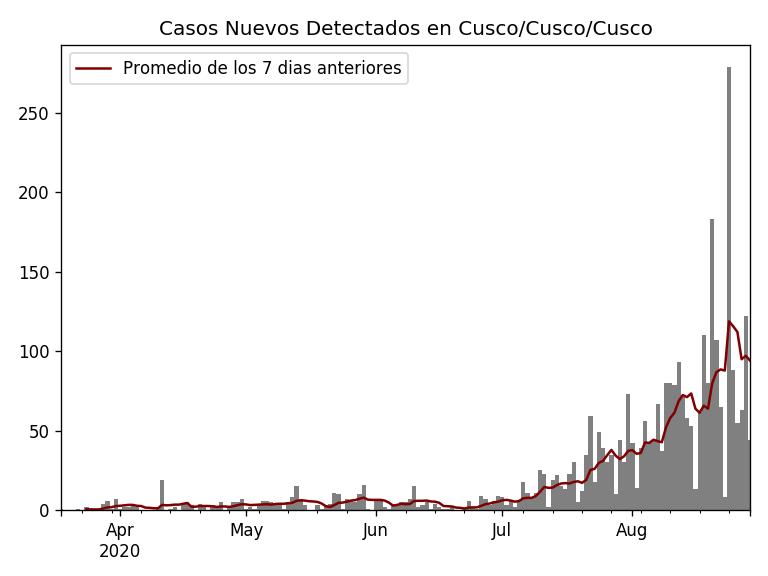 Casos Nuevos Detectados en Cusco/Cusco/Cusco
Promedio de los 7 dias anteriores
250
200
150
100
50
0
Apr May Jun Jul Aug
2020